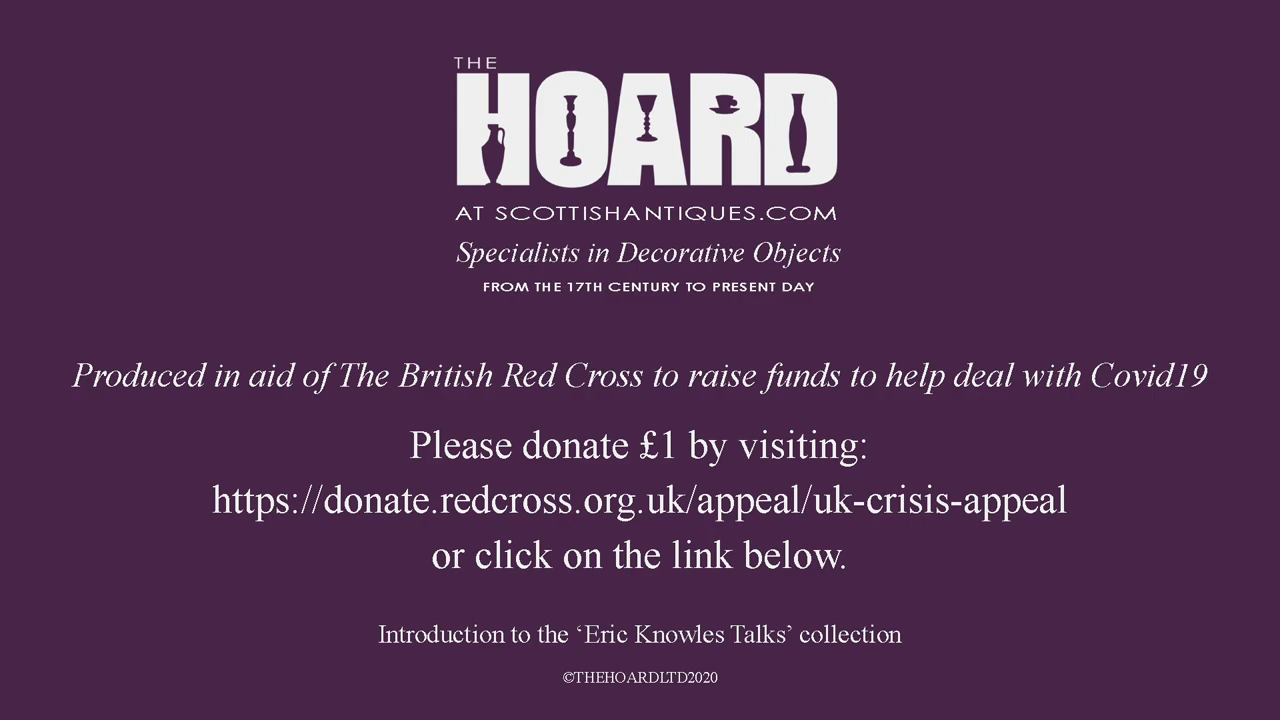 THE
HOARD
AT SCOTTISHANTIQUES.COM
Specialists in Decorative Objects
FROM THE 17TH CENTURY TO PRESENT DAY
Produced in aid of The British Red Cross to raise funds to help deal with Covid19
Please donate £1 by visiting:
https://donate.redcross.org.uk/appeal/uk-crisis-appeal
or click on the link below.
Introduction to the ‘Eric Knowles Talks’ collection
©THEHOARDLTD2020